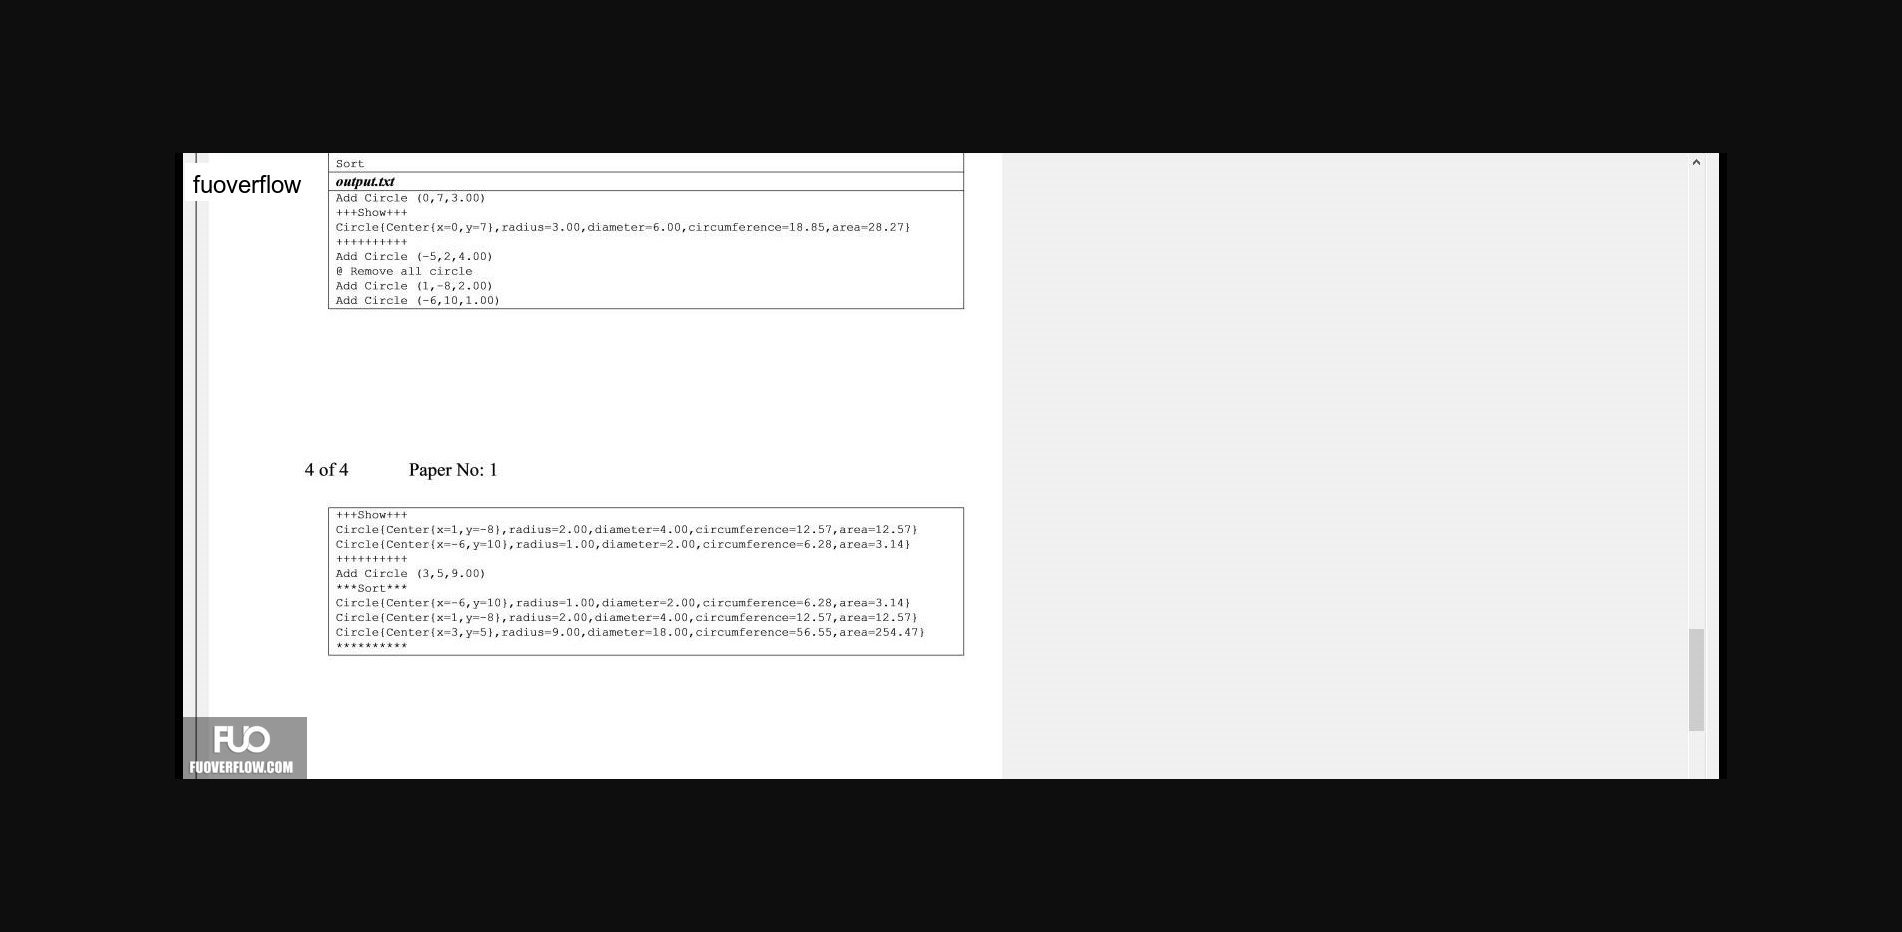 fuoverflow
Sort
output.txt
Add Circle (0,7,3.00)
+++Show+++
Circle{Center{x=0,y=7},radius=3.00,diameter=6.00,circumference=18.85,area=28.27}
++++++++++
Add Circle (-5,2,4.00)
@ Remove all circle
Add Circle (1,-8,2.00)
Add Circle (-6,10,1.00)
4 of 4 Paper No: 1
+++Show+++
Circle{Center{x=1,y=-8},radius=2.00,diameter=4.00,circumference=12.57,area=12.57}
Circle{Center{x=-6,y=10},radius=1.00,diameter=2.00,circumference=6.28,area=3.14}
++++++++++
Add Circle (3,5,9.00)
***Sort***
Circle{Center{x=-6,y=10},radius=1.00,diameter=2.00,circumference=6.28,area=3.14}
Circle{Center{x=1,y=-8},radius=2.00,diameter=4.00,circumference=12.57,area=12.57}
Circle{Center{x=3,y=5},radius=9.00,diameter=18.00,circumference=56.55,area=254.47}
**********
FUO
FUOVERFLOW.COM